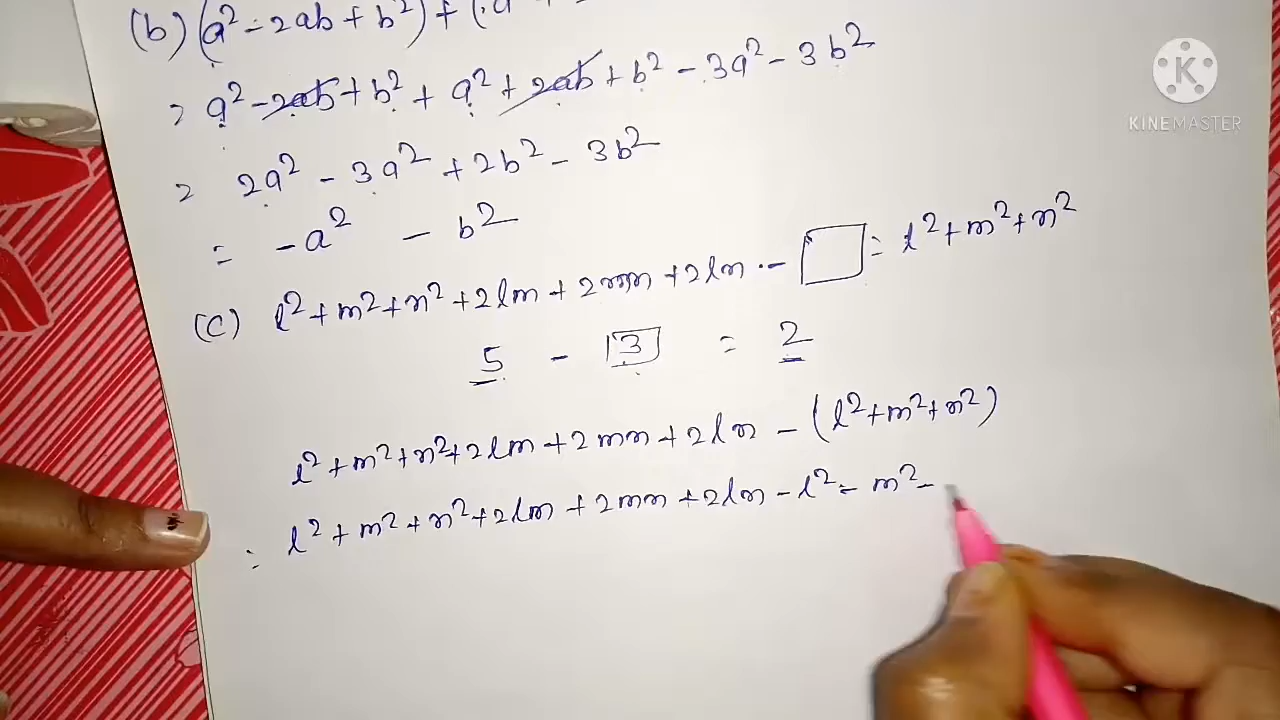 (b) (a² - 2ab + b²) + (a²
= a² - 2ab + b² + a² + 2ab + b² - 3a² - 3b²
= 2a² - 3a² + 2b² - 3b²
= -a² - b²
(c) l² + m² + n² + 2lm + 2mn + 2ln - □ = l² + m² + n²
5 - 3 = 2
l² + m² + n² + 2lm + 2mn + 2ln - (l² + m² + n²)
= l² + m² + n² + 2lm + 2mn + 2ln - l² = m² -
K
KINEMASTER